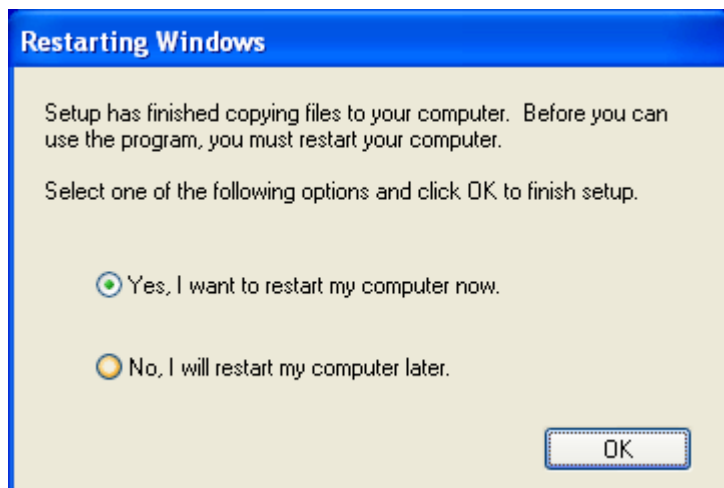 Restarting Windows
Setup has finished copying files to your computer.  Before you can
use the program, you must restart your computer.
Select one of the following options and click OK to finish setup.
Yes, I want to restart my computer now.
No, I will restart my computer later.
OK